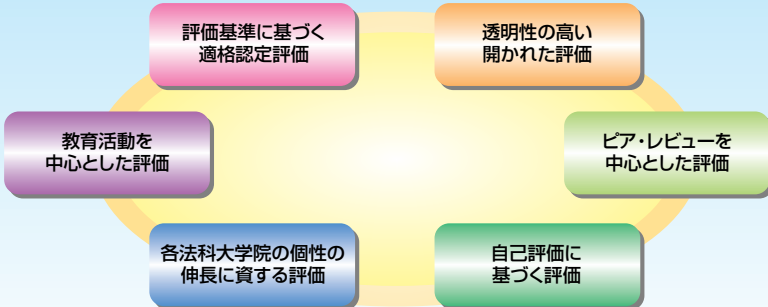 評価基準に基づく
適格認定評価
透明性の高い
開かれた評価
教育活動を
中心とした評価
ピア・レビューを
中心とした評価
各法科大学院の個性の
伸長に資する評価
自己評価に
基づく評価